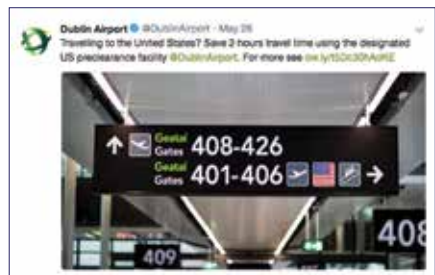 Dublin Airport @DublinAirport · May 26
Travelling to the United States? Save 2 hours travel time using the designated
US preclearance facility @DublinAirport. For more see
Geataí
Gates 408-426
Geataí
Gates 401-406
408
409